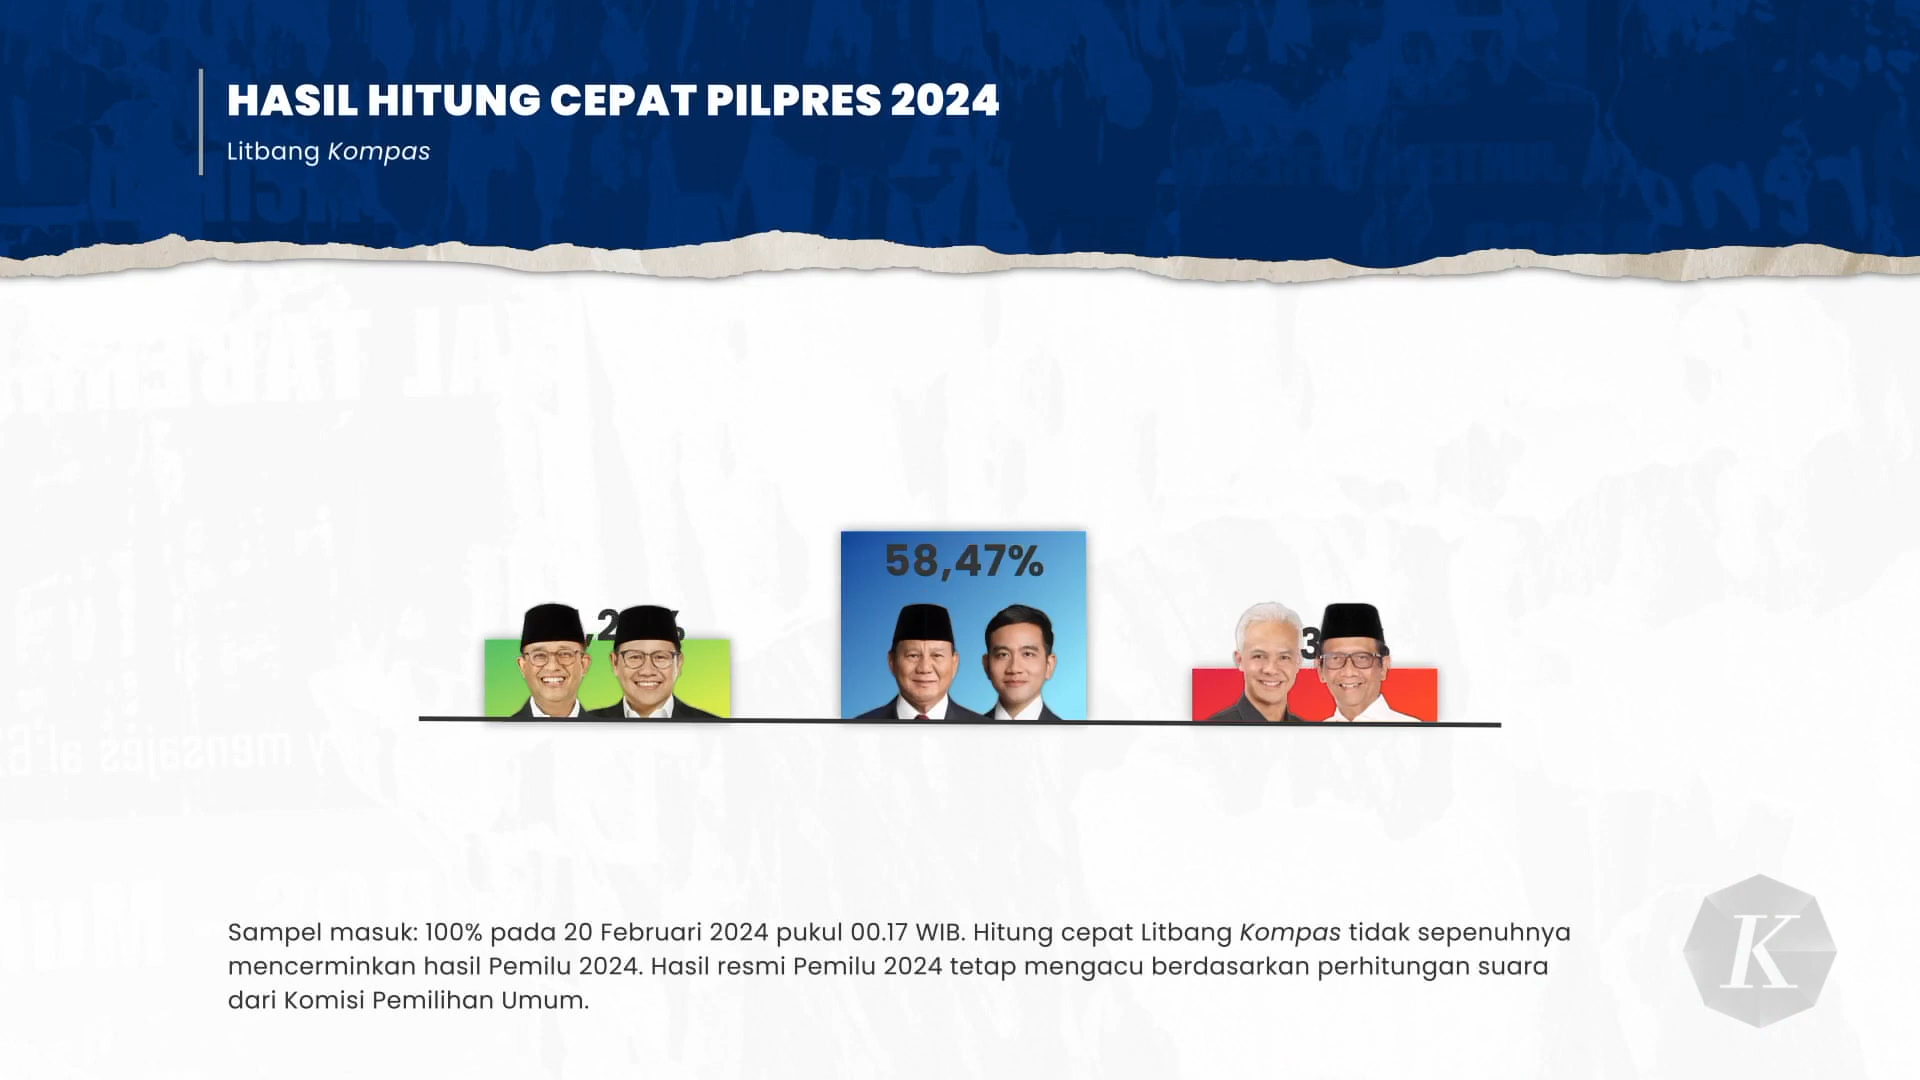 HASIL HITUNG CEPAT PILPRES 2024
Litbang Kompas
58,47%
Sampel masuk: 100% pada 20 Februari 2024 pukul 00.17 WIB. Hitung cepat Litbang Kompas tidak sepenuhnya
mencerminkan hasil Pemilu 2024. Hasil resmi Pemilu 2024 tetap mengacu berdasarkan perhitungan suara
dari Komisi Pemilihan Umum.
K